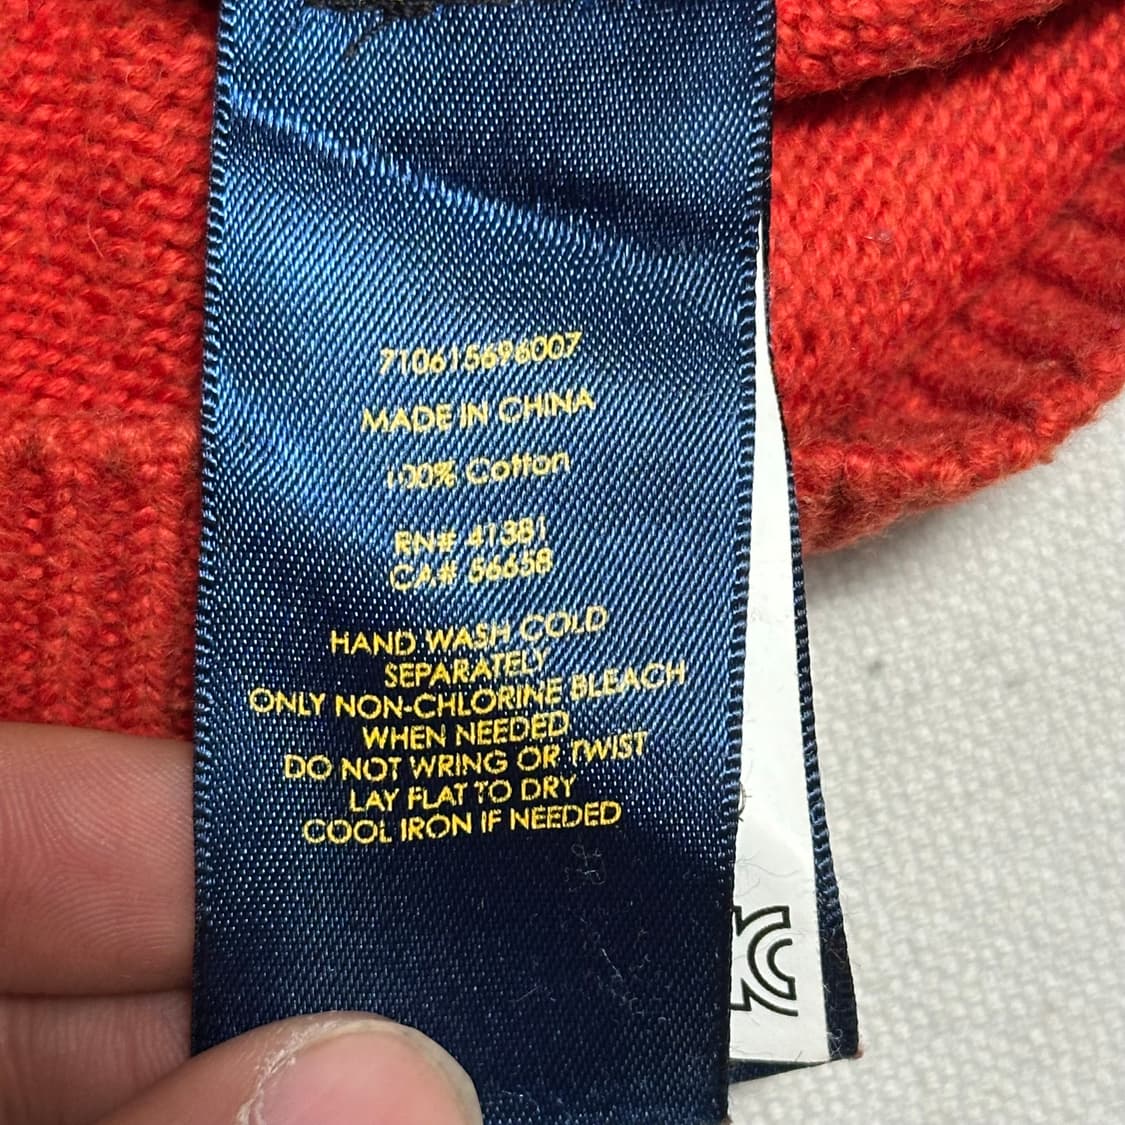 710615696007
MADE IN CHINA
100% Cotton
RN# 41381
CA# 56658
HAND WASH COLD
SEPARATELY
ONLY NON-CHLORINE BLEACH
WHEN NEEDED
DO NOT WRING OR TWIST
LAY FLAT TO DRY
COOL IRON IF NEEDED